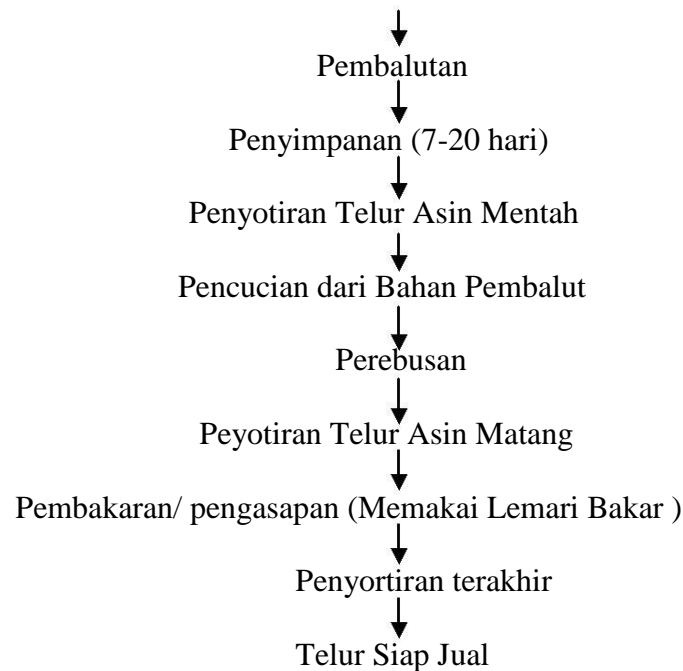 Pembalutan
Penyimpanan (7-20 hari)
Penyotiran Telur Asin Mentah
Pencucian dari Bahan Pembalut
Perebusan
Peyotiran Telur Asin Matang
Pembakaran/ pengasapan (Memakai Lemari Bakar )
Penyortiran terakhir
Telur Siap Jual